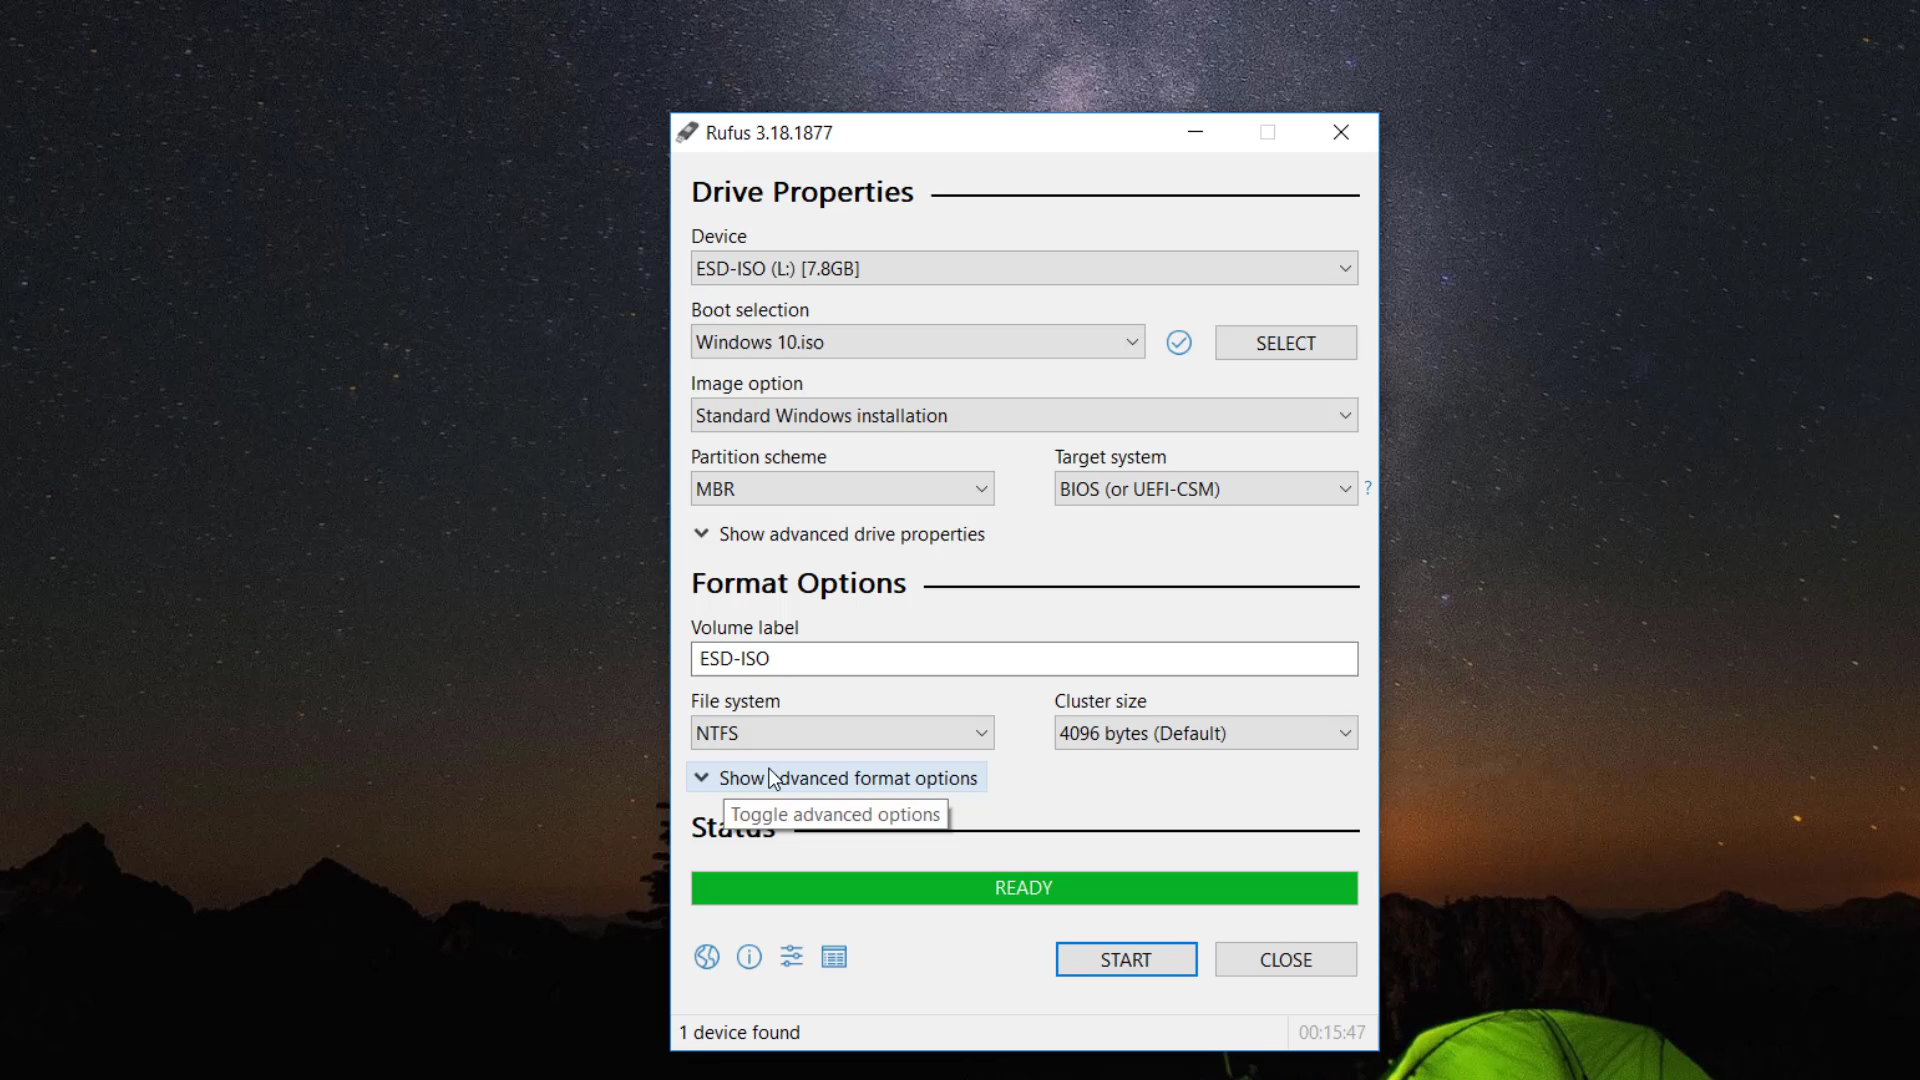 Rufus 3.18.1877
Drive Properties
Device
ESD-ISO (L:) [7.8GB]
Boot selection
Windows 10.iso
SELECT
Image option
Standard Windows installation
Partition scheme
Target system
MBR
BIOS (or UEFI-CSM)
?
Show advanced drive properties
Format Options
Volume label
ESD-ISO
File system
Cluster size
NTFS
4096 bytes (Default)
Show advanced format options
Toggle advanced options
Status
READY
START
CLOSE
1 device found
00:15:47